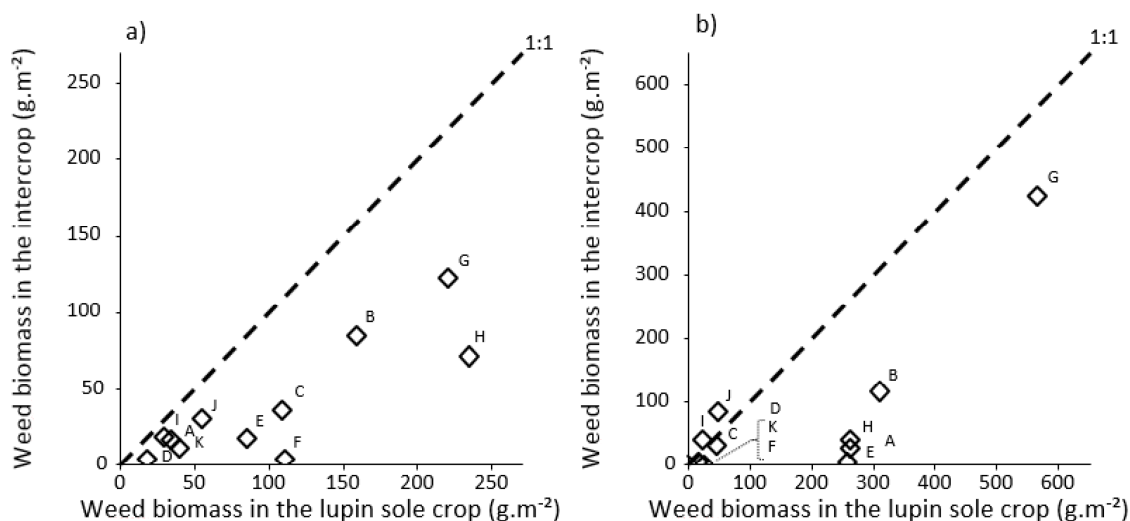 a)
1:1
Weed biomass in the intercrop (g.m⁻²)
250
200
150
100
50
0
G
B
H
C
J
I
A
E
K
F
D
0 50 100 150 200 250
Weed biomass in the lupin sole crop (g.m⁻²)
b)
1:1
Weed biomass in the intercrop (g.m⁻²)
600
500
400
300
200
100
0
G
B
J
D
I
K
H
C
F
A
E
0 100 200 300 400 500 600
Weed biomass in the lupin sole crop (g.m⁻²)